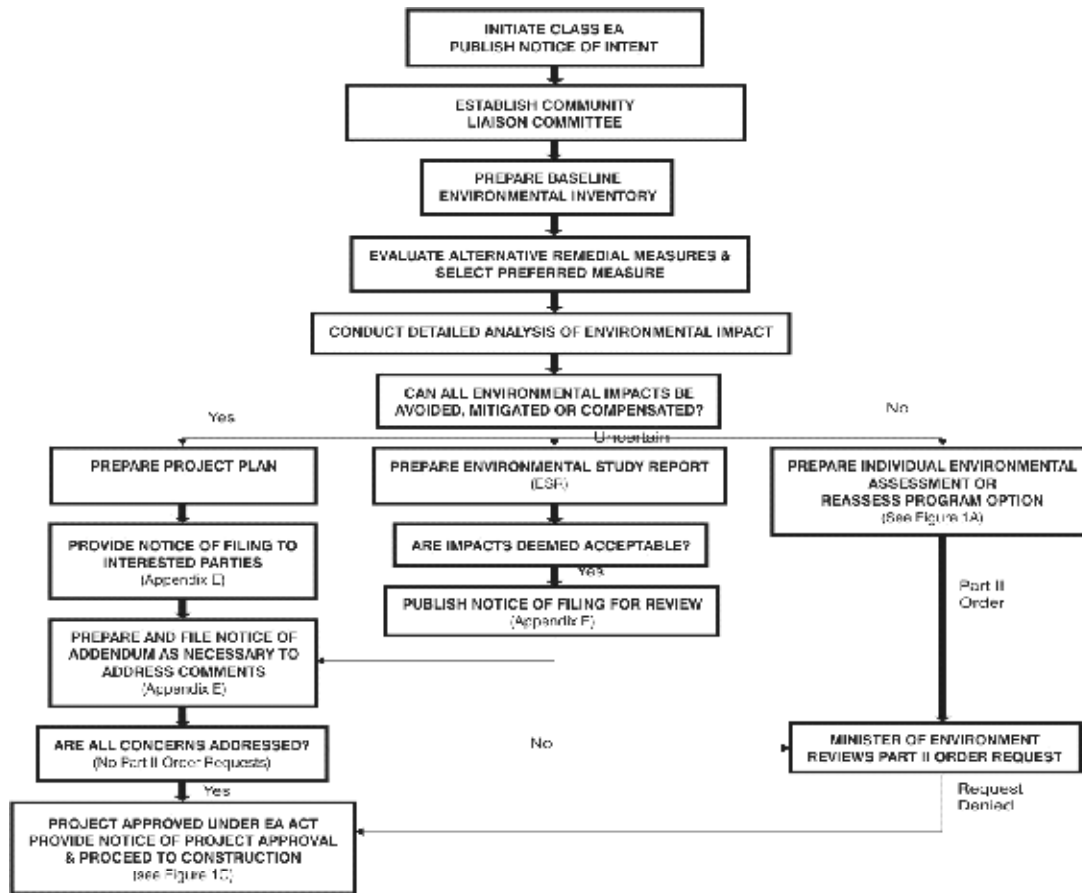 INITIATE CLASS EA
PUBLISH NOTICE OF INTENT
ESTABLISH COMMUNITY
LIAISON COMMITTEE
PREPARE BASELINE
ENVIRONMENTAL INVENTORY
EVALUATE ALTERNATIVE REMEDIAL MEASURES &
SELECT PREFERRED MEASURE
CONDUCT DETAILED ANALYSIS OF ENVIRONMENTAL IMPACT
CAN ALL ENVIRONMENTAL IMPACTS BE
AVOIDED, MITIGATED OR COMPENSATED?
Yes
Uncertain
No
PREPARE PROJECT PLAN
PREPARE ENVIRONMENTAL STUDY REPORT
(ESR)
PREPARE INDIVIDUAL ENVIRONMENTAL
ASSESSMENT OR
REASSESS PROGRAM OPTION
(See Figure 1A)
PROVIDE NOTICE OF FILING TO
INTERESTED PARTIES
(Appendix E)
ARE IMPACTS DEEMED ACCEPTABLE?
Yes
PUBLISH NOTICE OF FILING FOR REVIEW
(Appendix E)
Part II
Order
PREPARE AND FILE NOTICE OF
ADDENDUM AS NECESSARY TO
ADDRESS COMMENTS
(Appendix E)
ARE ALL CONCERNS ADDRESSED?
(No Part II Order Requests)
No
MINISTER OF ENVIRONMENT
REVIEWS PART II ORDER REQUEST
Yes
Request
Denied
PROJECT APPROVED UNDER EA ACT
PROVIDE NOTICE OF PROJECT APPROVAL
& PROCEED TO CONSTRUCTION
(see Figure